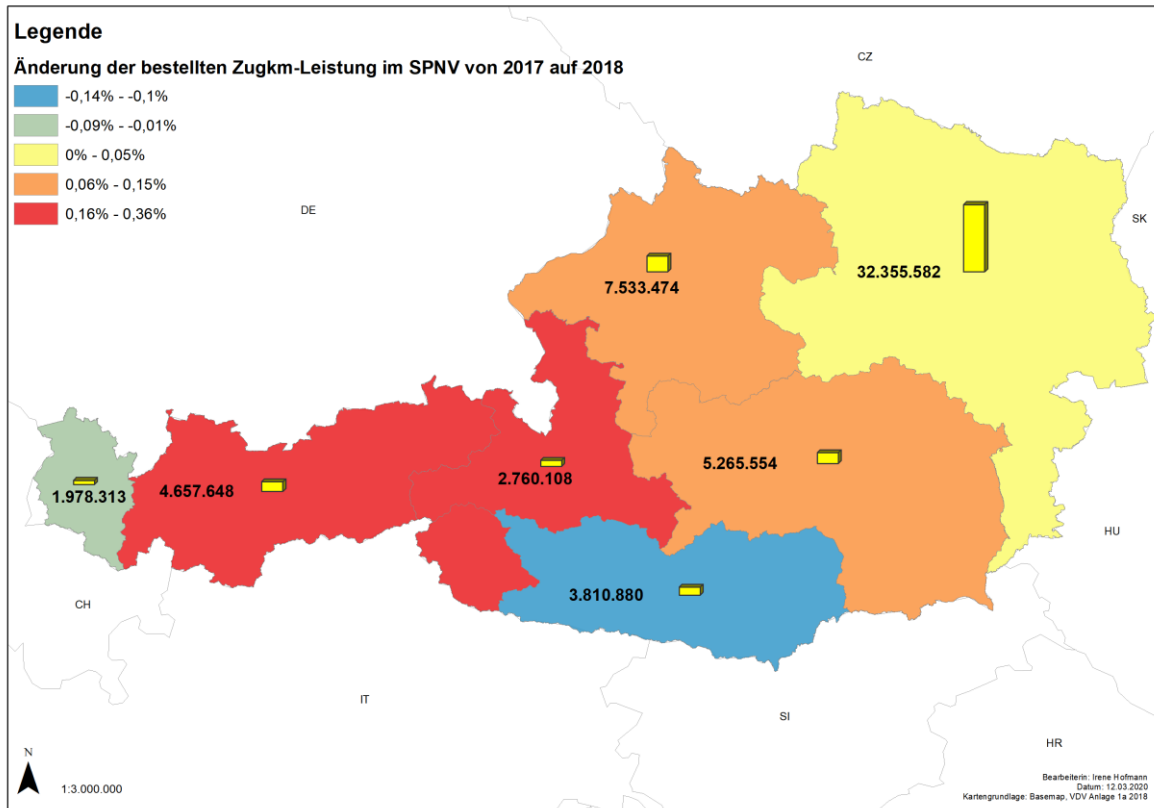 Legende
Änderung der bestellten Zugkm-Leistung im SPNV von 2017 auf 2018
-0,14% - -0,1%
-0,09% - -0,01%
0% - 0,05%
0,06% - 0,15%
0,16% - 0,36%
CZ
DE
SK
32.355.582
7.533.474
5.265.554
2.760.108
4.657.648
1.978.313
3.810.880
HU
CH
IT
SI
HR
N
1:3.000.000
Bearbeiterin: Irene Hofmann
Datum: 12.03.2020
Kartengrundlage: Basemap, VDV Anlage 1a 2018